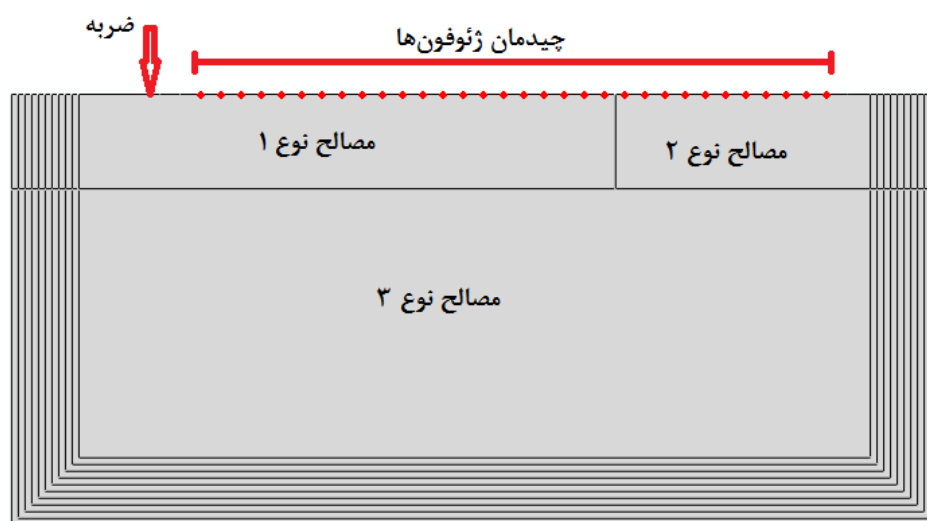 ضربه
چیدمان ژئوفون‌ها
مصالح نوع ۱
مصالح نوع ۲
مصالح نوع ۳